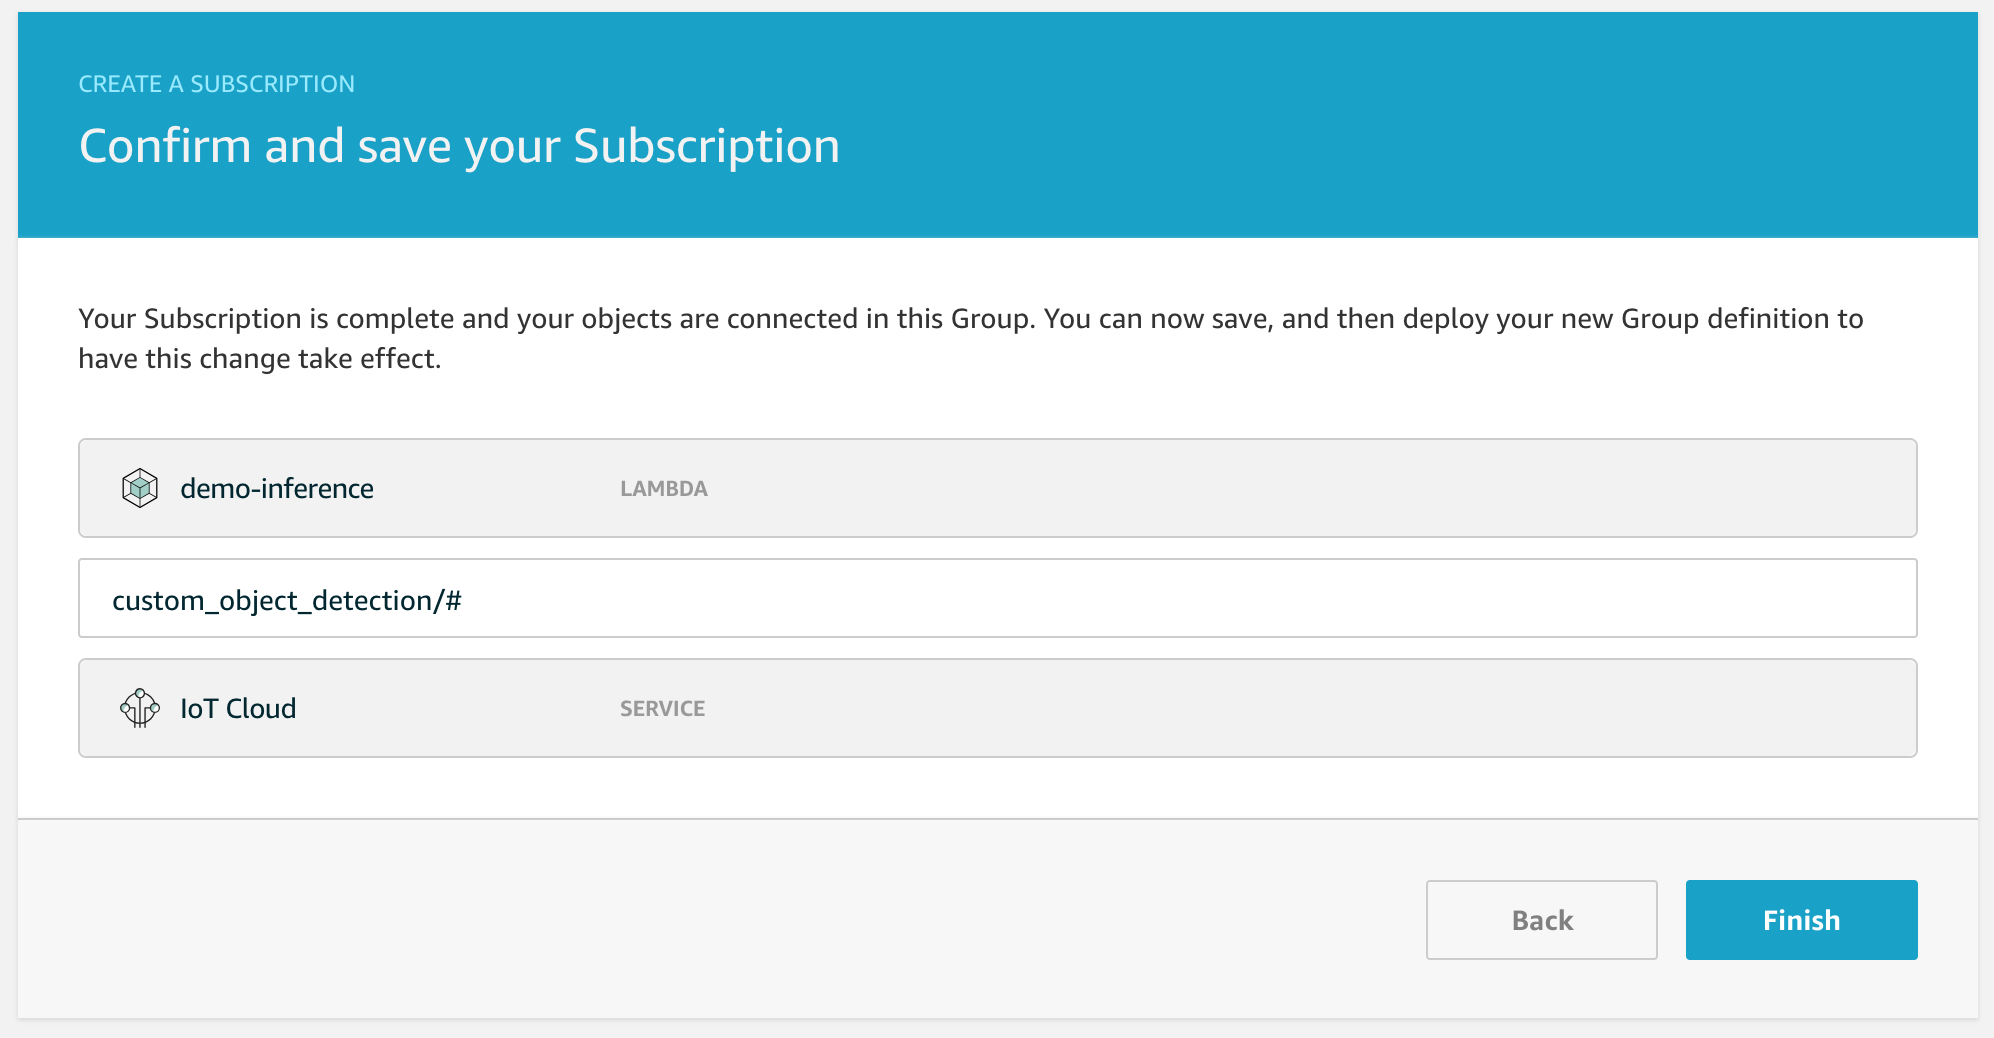 CREATE A SUBSCRIPTION
Confirm and save your Subscription
Your Subscription is complete and your objects are connected in this Group. You can now save, and then deploy your new Group definition to
have this change take effect.
demo-inference LAMBDA
custom_object_detection/#
IoT Cloud SERVICE
Back Finish